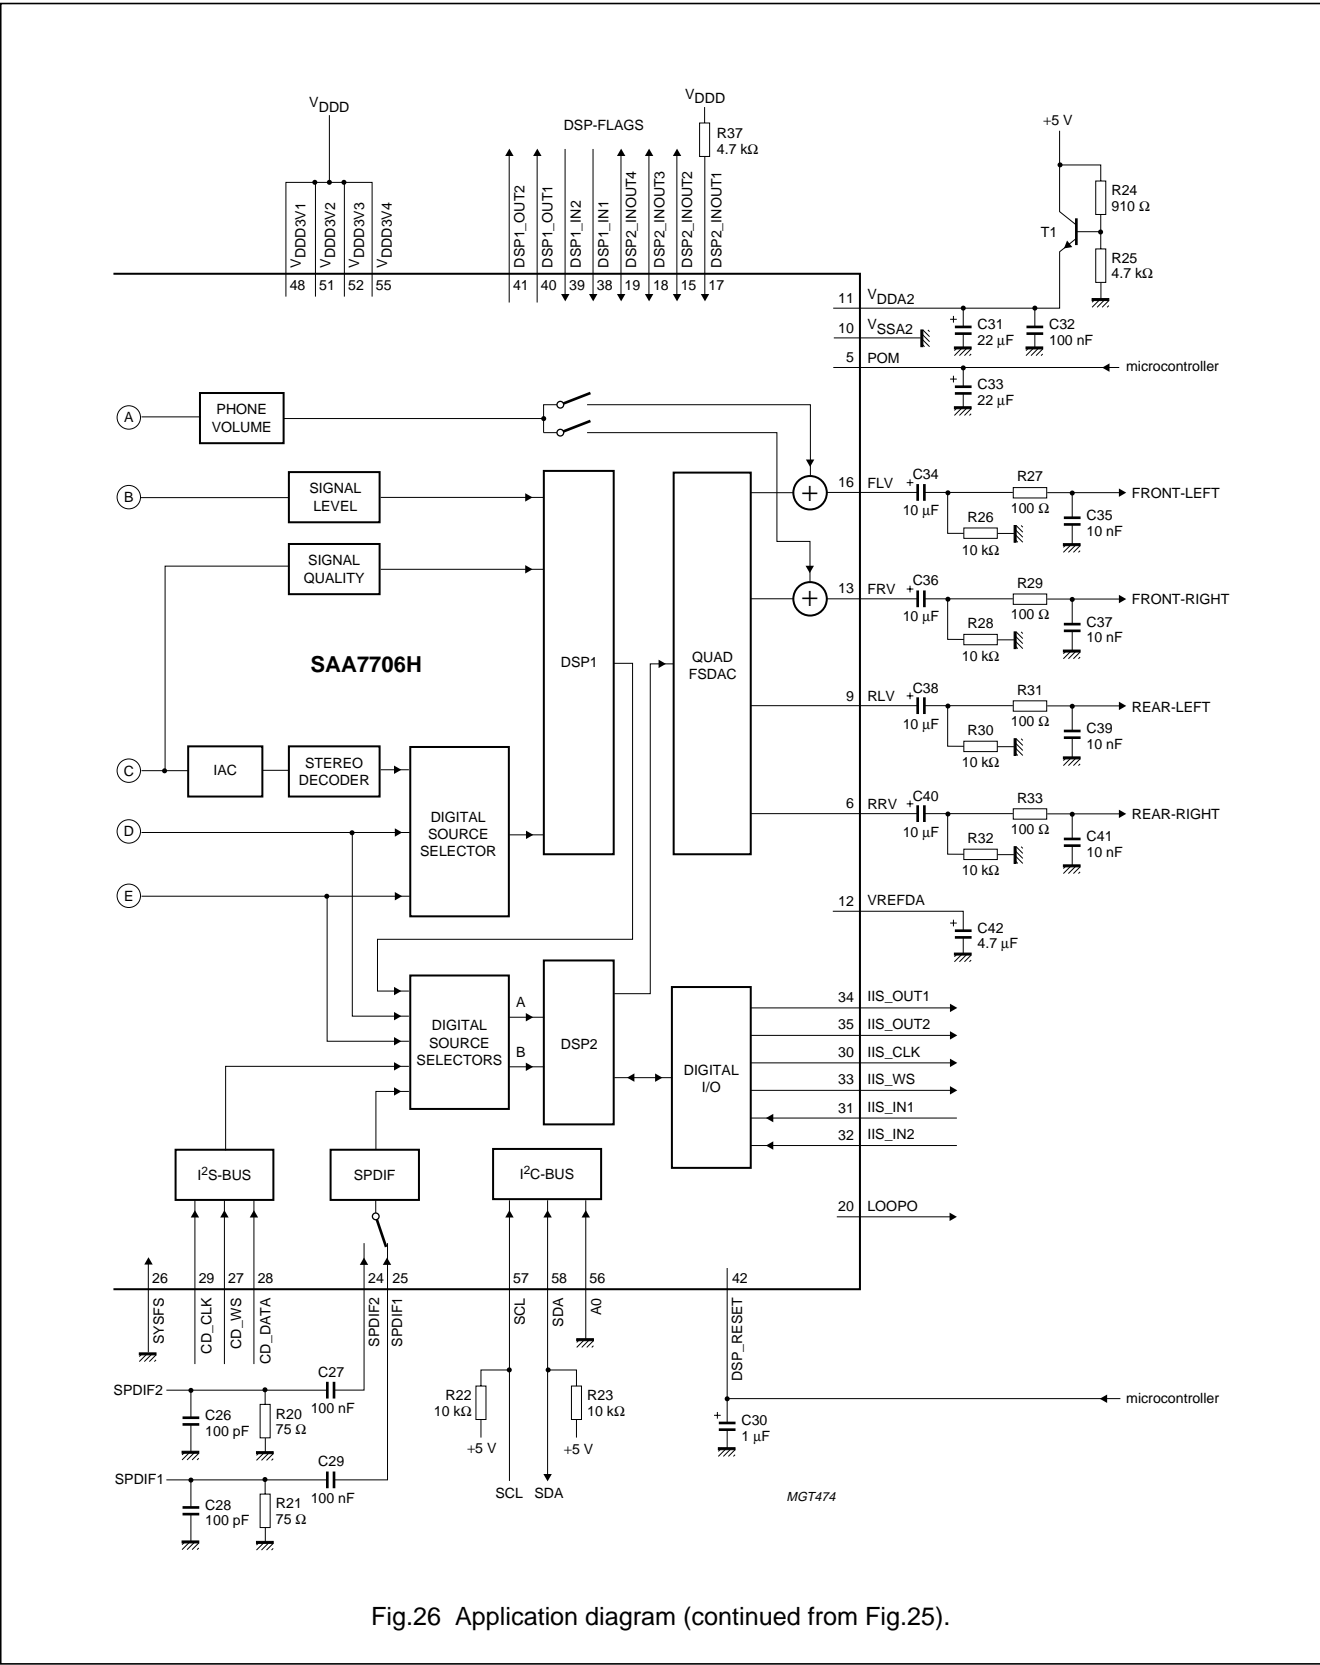 VDDD
VDDD
DSP-FLAGS
+5 V
R37
4.7 kΩ
VDDD3V1
VDDD3V2
VDDD3V3
VDDD3V4
DSP1_OUT2
DSP1_OUT1
DSP1_IN2
DSP1_IN1
DSP2_INOUT4
DSP2_INOUT3
DSP2_INOUT2
DSP2_INOUT1
R24
910 Ω
T1
R25
4.7 kΩ
48 51 52 55
41 40 39 38 19 18 15 17
11 VDDA2
10 VSSA2
C31
22 µF
C32
100 nF
5 POM
microcontroller
C33
22 µF
A
PHONE
VOLUME
B
SIGNAL
LEVEL
SIGNAL
QUALITY
SAA7706H
DSP1
QUAD
FSDAC
+
16 FLV
+
C34
10 µF
R27
100 Ω
FRONT-LEFT
R26
10 kΩ
C35
10 nF
+
13 FRV
+
C36
10 µF
R29
100 Ω
FRONT-RIGHT
R28
10 kΩ
C37
10 nF
9 RLV
+
C38
10 µF
R31
100 Ω
REAR-LEFT
R30
10 kΩ
C39
10 nF
C
IAC
STEREO
DECODER
D
DIGITAL
SOURCE
SELECTOR
6 RRV
+
C40
10 µF
R33
100 Ω
REAR-RIGHT
R32
10 kΩ
C41
10 nF
E
12 VREFDA
+
C42
4.7 µF
DIGITAL
SOURCE
SELECTORS
A
B
DSP2
DIGITAL
I/O
34 IIS_OUT1
35 IIS_OUT2
30 IIS_CLK
33 IIS_WS
31 IIS_IN1
32 IIS_IN2
I2S-BUS
SPDIF
I2C-BUS
20 LOOPO
26 29 27 28 24 25 57 58 56 42
SYSFS
CD_CLK
CD_WS
CD_DATA
SPDIF2
SPDIF1
SCL
SDA
A0
DSP_RESET
SPDIF2
C27
100 nF
C26
100 pF
R20
75 Ω
R22
10 kΩ
+5 V
R23
10 kΩ
+5 V
microcontroller
+
C30
1 µF
SPDIF1
C29
100 nF
C28
100 pF
R21
75 Ω
SCL SDA
MGT474
+
+
Fig.26 Application diagram (continued from Fig.25).